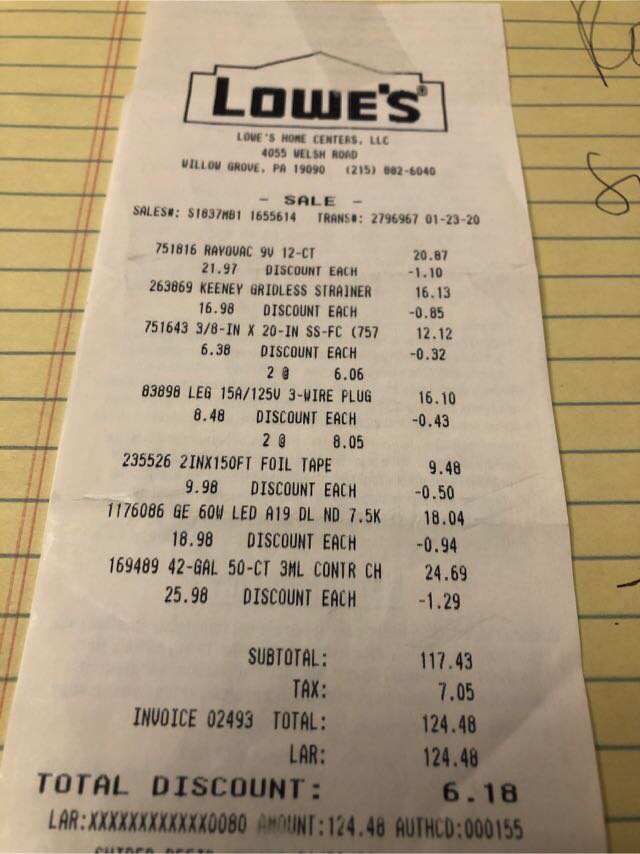 LOWE'S®
LOWE'S HOME CENTERS, LLC
4055 WELSH ROAD
WILLOW GROVE, PA 19090 (215) 882-6040
- SALE -
SALES#: S1837MB1 1655614 TRANS#: 2796967 01-23-20
751816 RAYOVAC 9V 12-CT 20.87
21.97 DISCOUNT EACH -1.10
263869 KEENEY GRIDLESS STRAINER 16.13
16.98 DISCOUNT EACH -0.85
751643 3/8-IN X 20-IN SS-FC (757 12.12
6.38 DISCOUNT EACH -0.32
2 @ 6.06
83898 LEG 15A/125V 3-WIRE PLUG 16.10
8.48 DISCOUNT EACH -0.43
2 @ 8.05
235526 2INX150FT FOIL TAPE 9.48
9.98 DISCOUNT EACH -0.50
1176086 GE 60W LED A19 DL ND 7.5K 18.04
18.98 DISCOUNT EACH -0.94
169489 42-GAL 50-CT 3ML CONTR CH 24.69
25.98 DISCOUNT EACH -1.29
SUBTOTAL: 117.43
TAX: 7.05
INVOICE 02493 TOTAL: 124.48
LAR: 124.48
TOTAL DISCOUNT: 6.18
LAR:XXXXXXXXXXXX0080 AMOUNT:124.48 AUTHCD:000155